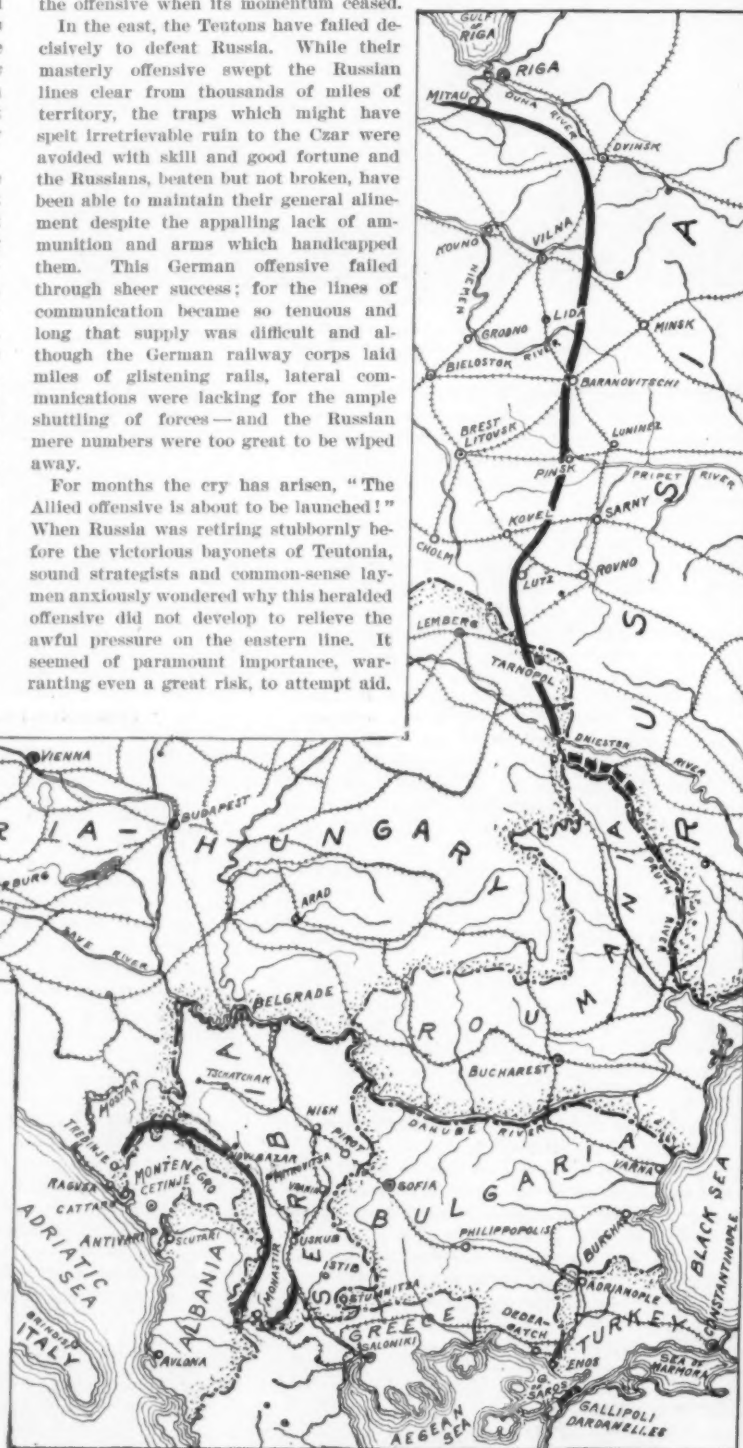 the offensive when its momentum ceased.
In the east, the Teutons have failed de-
cisively to defeat Russia. While their
masterly offensive swept the Russian
lines clear from thousands of miles of
territory, the traps which might have
spelt irretrievable ruin to the Czar were
avoided with skill and good fortune and
the Russians, beaten but not broken, have
been able to maintain their general aline-
ment despite the appalling lack of am-
munition and arms which handicapped
them. This German offensive failed
through sheer success; for the lines of
communication became so tenuous and
long that supply was difficult and al-
though the German railway corps laid
miles of glistening rails, lateral com-
munications were lacking for the ample
shuttling of forces — and the Russian
mere numbers were too great to be wiped
away.
For months the cry has arisen, "The
Allied offensive is about to be launched!"
When Russia was retiring stubbornly be-
fore the victorious bayonets of Teutonia,
sound strategists and common-sense lay-
men anxiously wondered why this heralded
offensive did not develop to relieve the
awful pressure on the eastern line. It
seemed of paramount importance, war-
ranting even a great risk, to attempt aid.
GULF OF RIGA
RIGA
MITAU
DUNA RIVER
DVINSK
KOVNO
VILNA
NIEMEN RIVER
LIDA
GRODNO
MINSK
BIELOSTOK
BARANOVITSCHI
BREST LITOVSK
LUNINEZ
PINSK
PRIPET RIVER
KOVEL
SARNY
CHOLM
LUTZ
ROVNO
LEMBERG
TARNOPOL
DNIESTER RIVER
R U S S I A
VIENNA
BUDAPEST
RIA-HUNGARY
RBURG
ARAD
PRUTH RIVER
SAVE RIVER
BELGRADE
ROUMANIA
BUCHAREST
TSCHATCHAK
MOSTAR
NISH
PIROT
DANUBE RIVER
TREBINJE
NOVI BAZAR
MITROVITSA
VARNA
MONTENEGRO
CETINJE
RAGUSA
CATTARO
SOFIA
BULGARIA
BLACK SEA
ANTIVARI
SCUTARI
USKUB
PHILIPPOPOLIS
ADRIATIC SEA
ISTIB
STRUMNITSA
SERBIA
MONASTIR
ADRIANOPLE
CONSTANTINOPLE
ALBANIA
GREECE
DEDEA-GATCH
TURKEY
BRINDISI
ITALY
AVLONA
SALONIKI
ENOS
SEA OF MARMORA
G. OF SAROS
GALLIPOLI
DARDANELLES
AEGEAN SEA